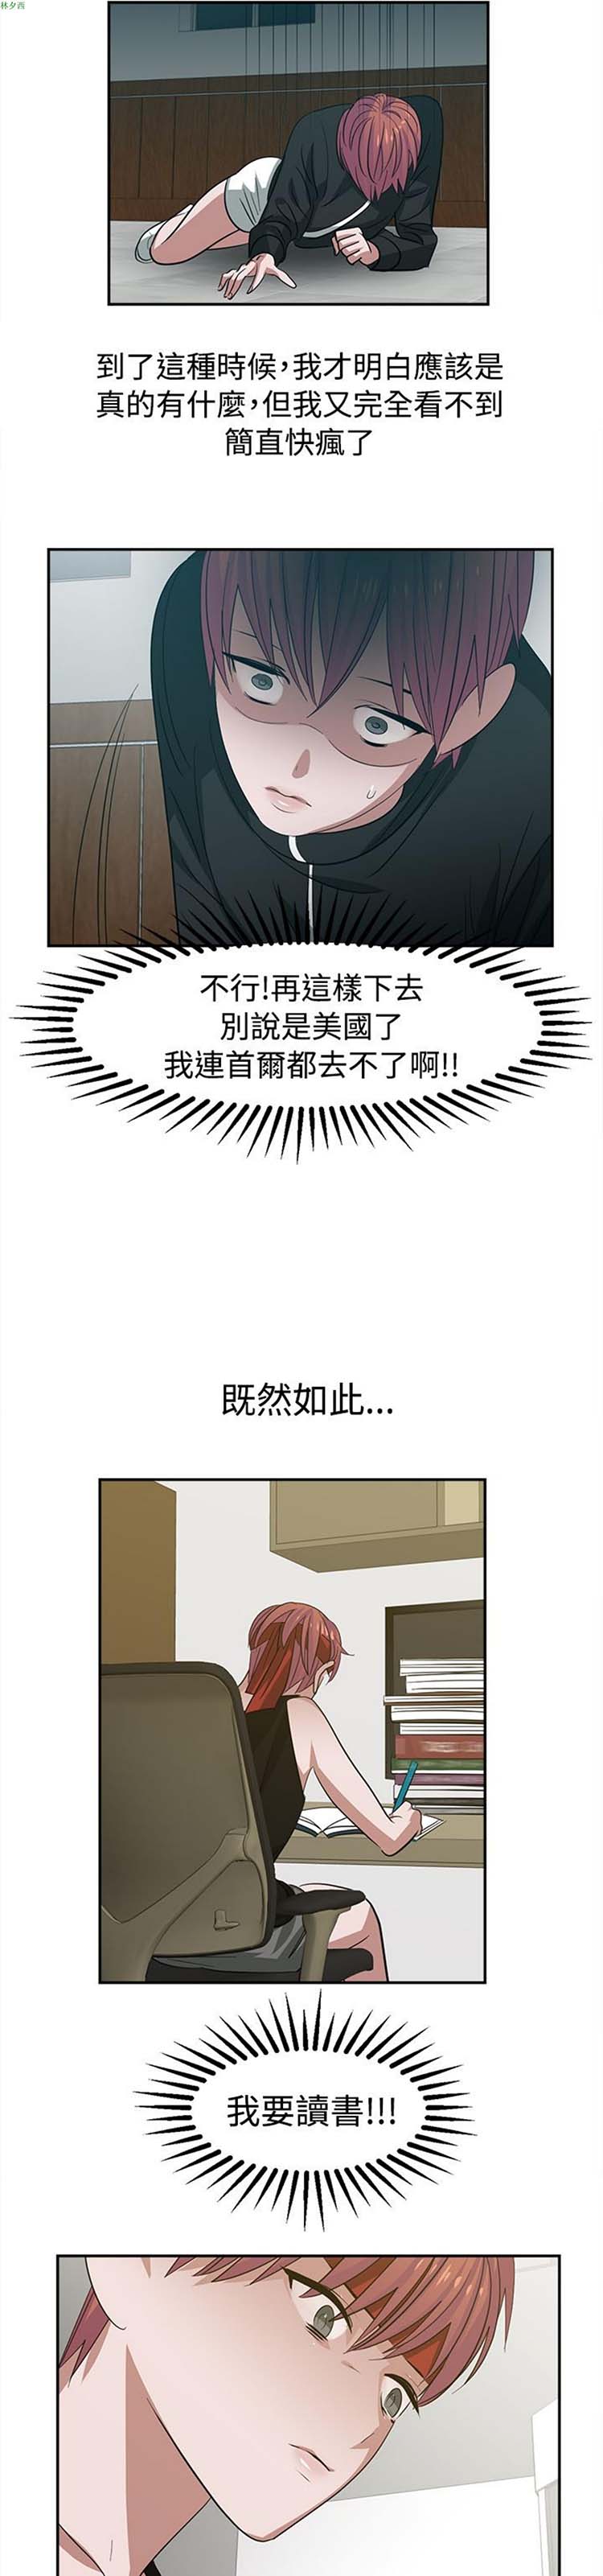 林夕西
到了這種時候,我才明白應該是
真的有什麼,但我又完全看不到
簡直快瘋了
不行!再這樣下去
別說是美國了
我連首爾都去不了啊!!
既然如此...
我要讀書!!!